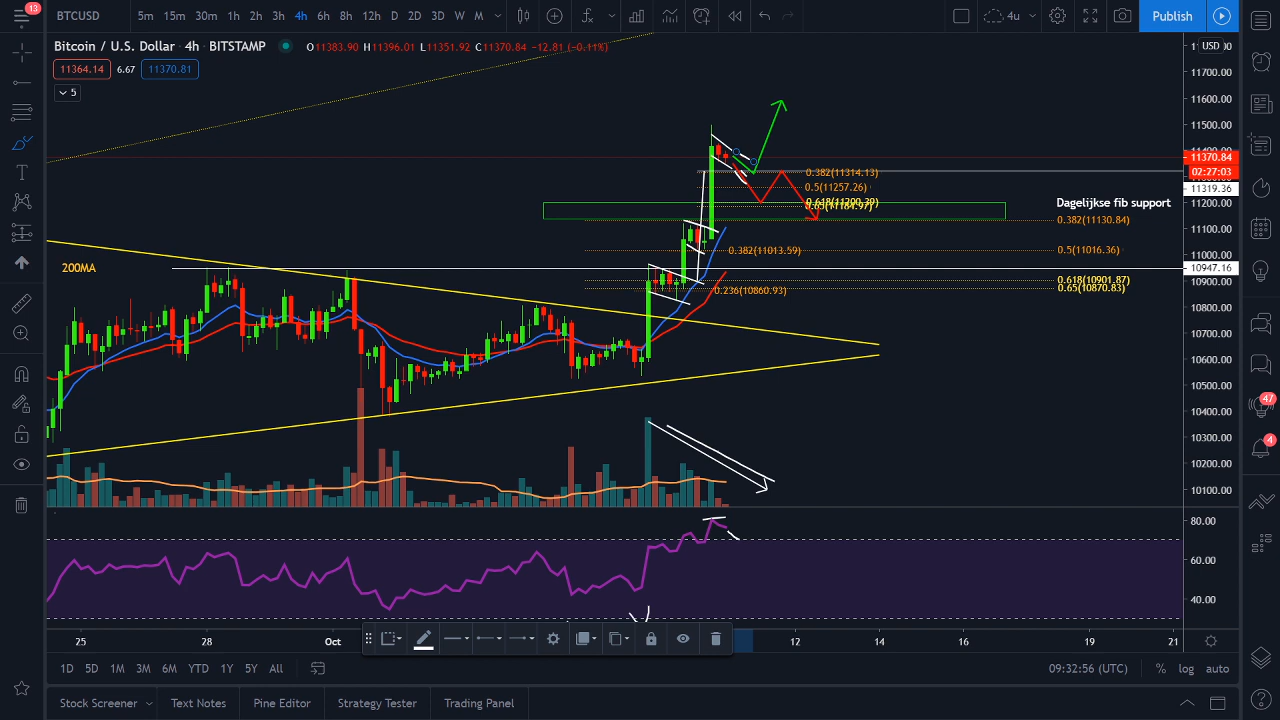 13
BTCUSD
5m 15m 30m 1h 2h 3h 4h 6h 8h 12h D 2D 3D W M
4u
Publish
Bitcoin / U.S. Dollar · 4h · BITSTAMP
O11383.90 H11396.01 L11351.92 C11370.84 −12.81 (−0.11%)
USD
11364.14 6.67 11370.81
5
11700.00
11600.00
11500.00
11370.84
02:27:03
11319.36
11200.00
11100.00
11000.00
10947.16
10900.00
10800.00
10700.00
10600.00
10500.00
10400.00
10300.00
10200.00
10100.00
0.382(11314.13)
0.5(11257.26)
Dagelijkse fib support
0.382(11130.84)
0.382(11013.59)
0.5(11016.36)
200MA
0.618(10901.87)
0.65(10870.83)
0.236(10860.93)
80.00
60.00
40.00
47
4
25 28 Oct 12 14 16 19 21
1D 5D 1M 3M 6M YTD 1Y 5Y All
09:32:56 (UTC) % log auto
Stock Screener Text Notes Pine Editor Strategy Tester Trading Panel